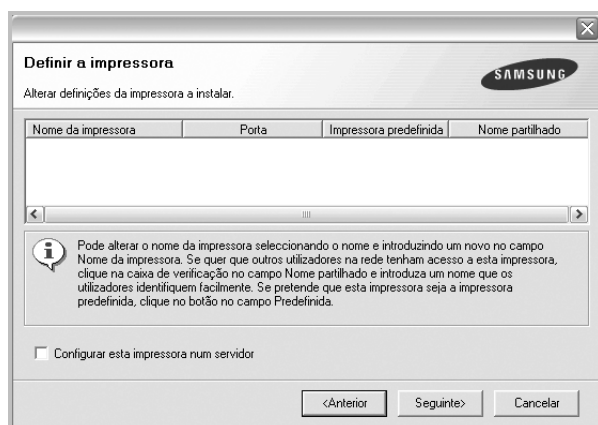 Definir a impressora
SAMSUNG
Alterar definições da impressora a instalar.
Nome da impressora Porta Impressora predefinida Nome partilhado
Pode alterar o nome da impressora seleccionando o nome e introduzindo um novo no campo
Nome da impressora. Se quer que outros utilizadores na rede tenham acesso a esta impressora,
clique na caixa de verificação no campo Nome partilhado e introduza um nome que os
utilizadores identifiquem facilmente. Se pretende que esta impressora seja a impressora
predefinida, clique no botão no campo Predefinida.
Configurar esta impressora num servidor
<Anterior Seguinte> Cancelar